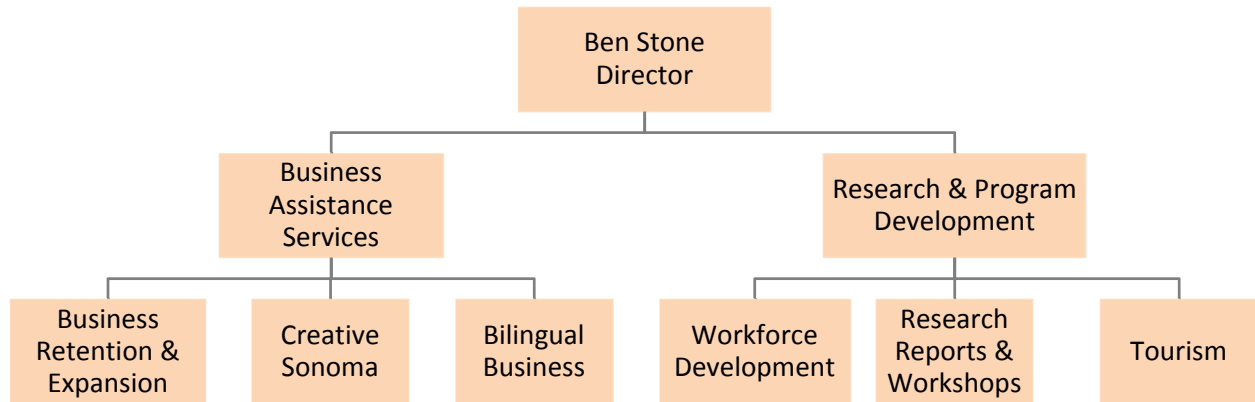 Ben Stone
Director
Business
Assistance
Services
Research & Program
Development
Business
Retention &
Expansion
Creative
Sonoma
Bilingual
Business
Workforce
Development
Research
Reports &
Workshops
Tourism